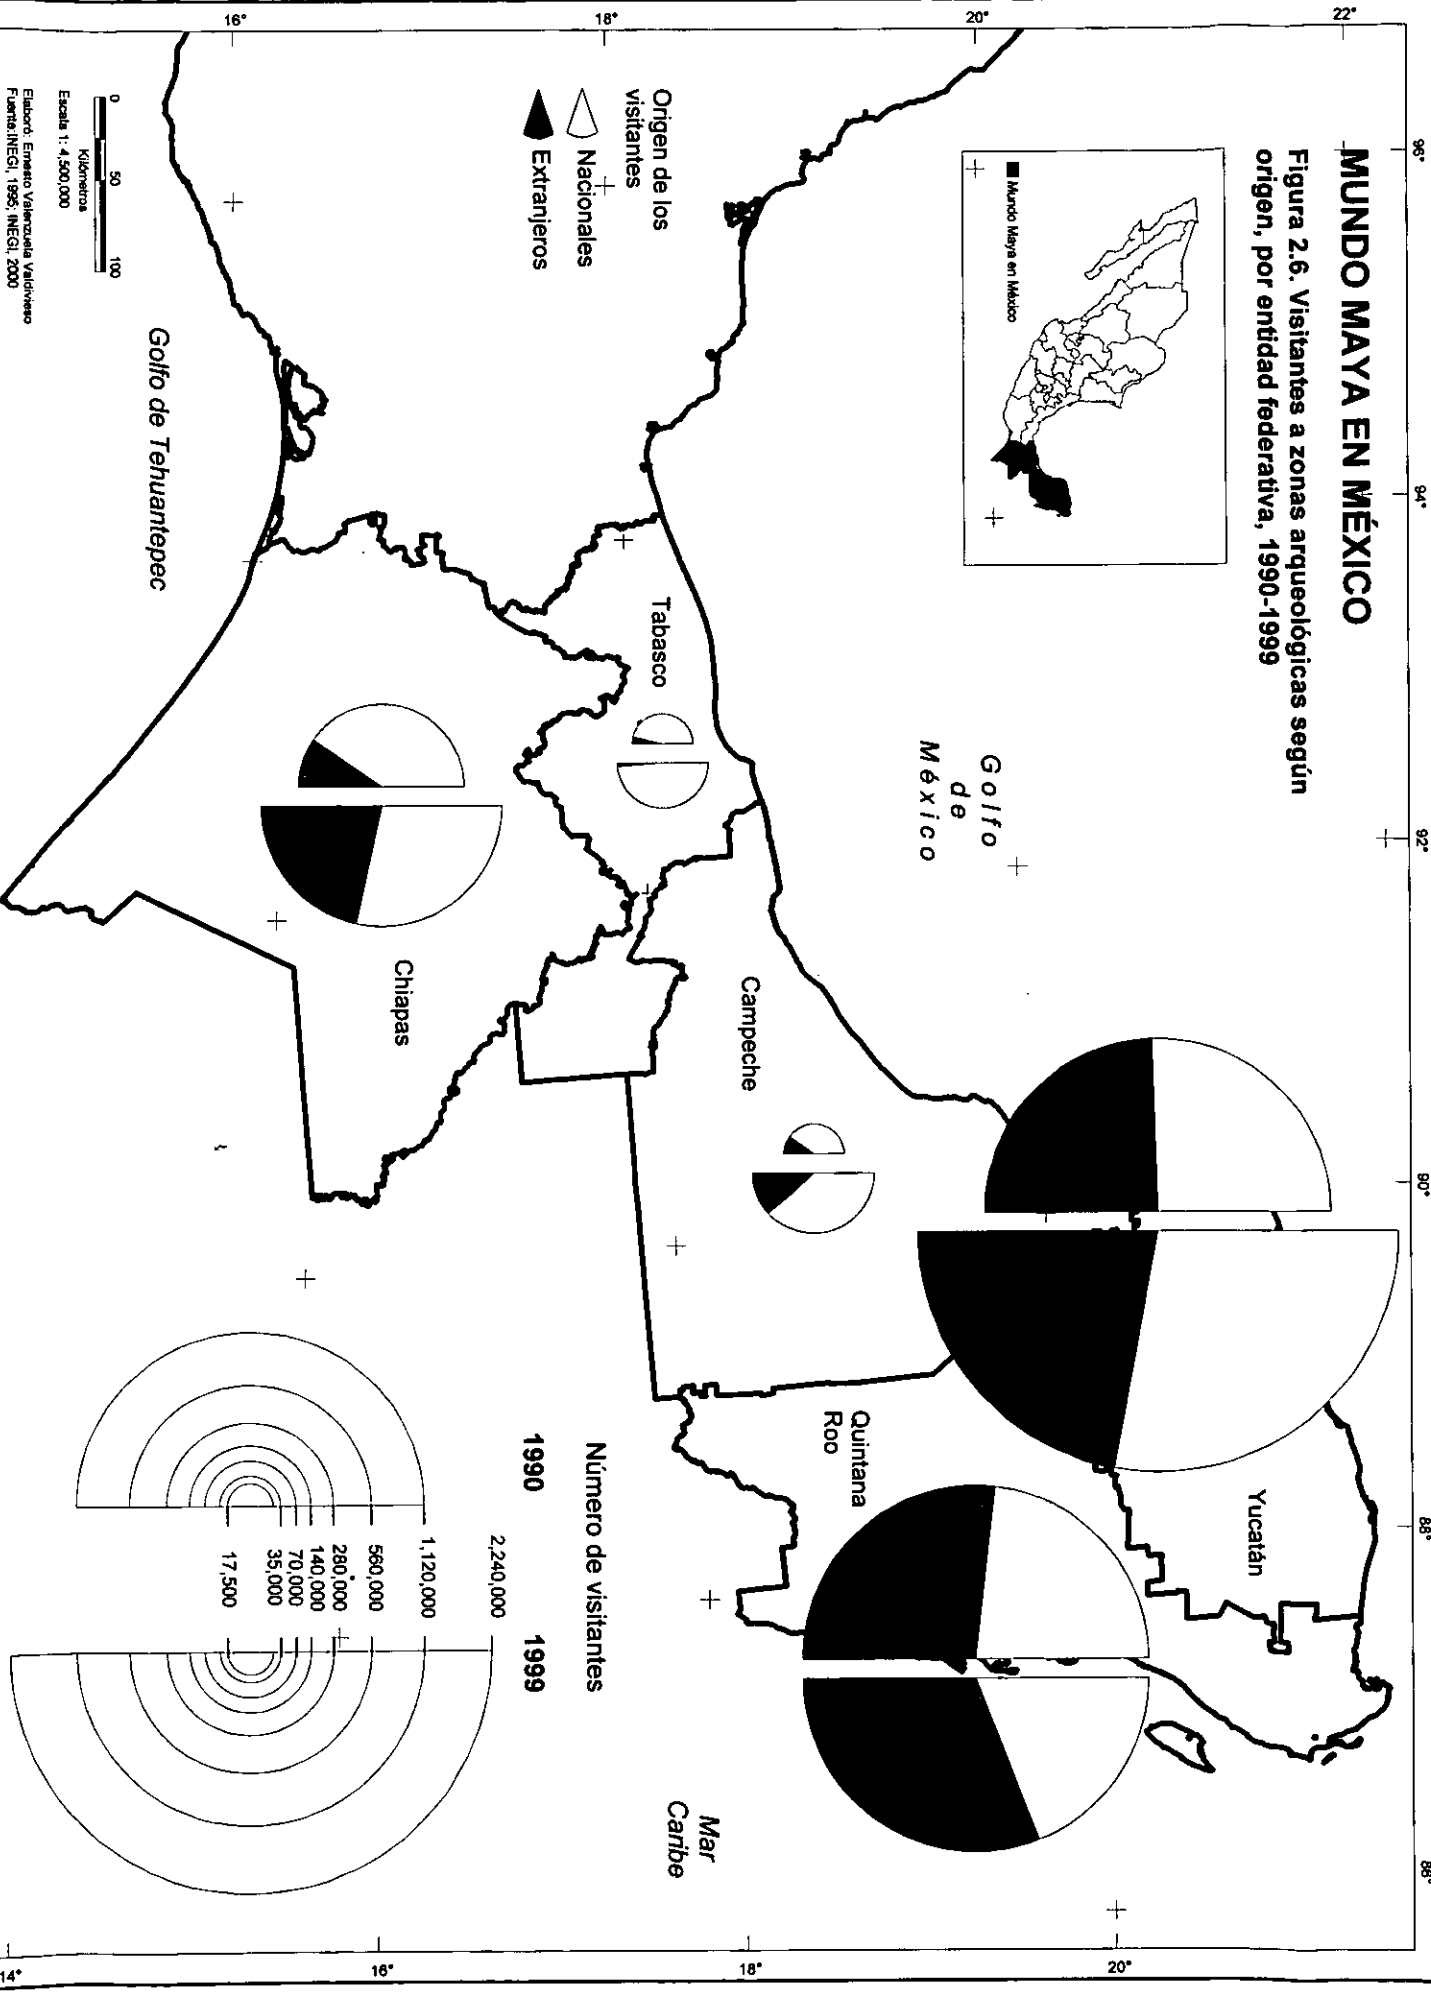 MUNDO MAYA EN MÉXICO
Figura 2.6. Visitantes a zonas arqueológicas según
origen, por entidad federativa, 1990-1999
Mundo Maya en México
Origen de los
visitantes
Nacionales
Extranjeros
Golfo
de
México
Golfo de Tehuantepec
Mar
Caribe
Tabasco
Chiapas
Campeche
Yucatán
Quintana
Roo
Número de visitantes
1990 1999
2,240,000
1,120,000
560,000
280,000
140,000
70,000
35,000
17,500
0 50 100
Kilómetros
Escala 1: 4,500,000
Elaboró: Ernesto Valenzuela Valdivieso
Fuente:INEGI, 1995; INEGI, 2000
96°
94°
92°
90°
88°
86°
22°
20°
18°
16°
20°
18°
16°
14°